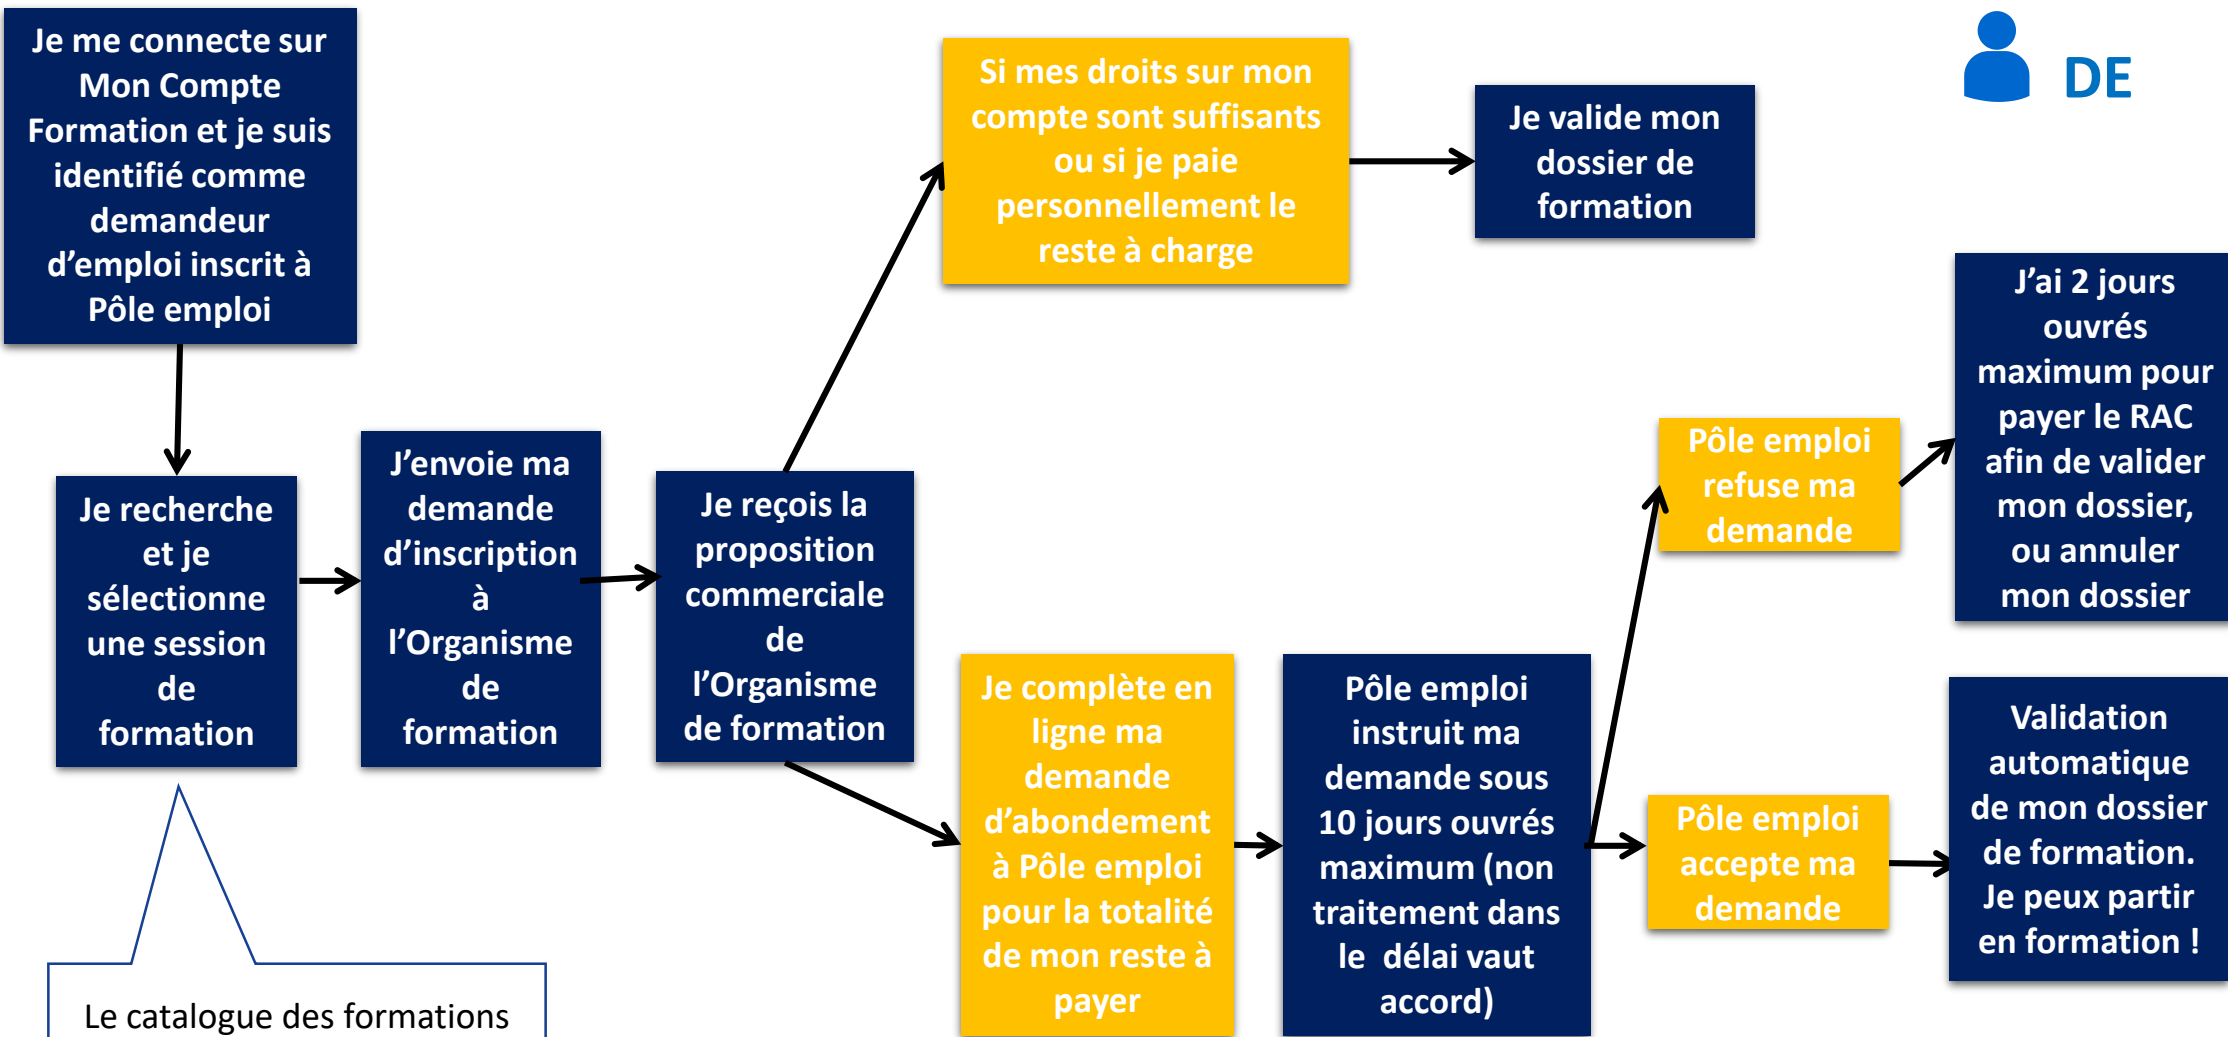 Je me connecte sur
Mon Compte
Formation et je suis
identifié comme
demandeur
d’emploi inscrit à
Pôle emploi
Je recherche
et je
sélectionne
une session
de
formation
Le catalogue des formations
J’envoie ma
demande
d’inscription
à
l’Organisme
de
formation
Je reçois la
proposition
commerciale
de
l’Organisme
de formation
Si mes droits sur mon
compte sont suffisants
ou si je paie
personnellement le
reste à charge
Je valide mon
dossier de
formation
DE
Je complète en
ligne ma
demande
d’abondement
à Pôle emploi
pour la totalité
de mon reste à
payer
Pôle emploi
instruit ma
demande sous
10 jours ouvrés
maximum (non
traitement dans
le délai vaut
accord)
Pôle emploi
refuse ma
demande
J’ai 2 jours
ouvrés
maximum pour
payer le RAC
afin de valider
mon dossier,
ou annuler
mon dossier
Pôle emploi
accepte ma
demande
Validation
automatique
de mon dossier
de formation.
Je peux partir
en formation !